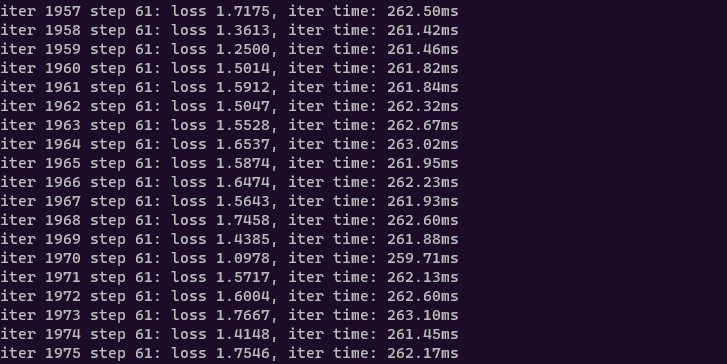 iter 1957 step 61: loss 1.7175, iter time: 262.50ms
iter 1958 step 61: loss 1.3613, iter time: 261.42ms
iter 1959 step 61: loss 1.2500, iter time: 261.46ms
iter 1960 step 61: loss 1.5014, iter time: 261.82ms
iter 1961 step 61: loss 1.5912, iter time: 261.84ms
iter 1962 step 61: loss 1.5047, iter time: 262.32ms
iter 1963 step 61: loss 1.5528, iter time: 262.67ms
iter 1964 step 61: loss 1.6537, iter time: 263.02ms
iter 1965 step 61: loss 1.5874, iter time: 261.95ms
iter 1966 step 61: loss 1.6474, iter time: 262.23ms
iter 1967 step 61: loss 1.5643, iter time: 261.93ms
iter 1968 step 61: loss 1.7458, iter time: 262.60ms
iter 1969 step 61: loss 1.4385, iter time: 261.88ms
iter 1970 step 61: loss 1.0978, iter time: 259.71ms
iter 1971 step 61: loss 1.5717, iter time: 262.13ms
iter 1972 step 61: loss 1.6004, iter time: 262.60ms
iter 1973 step 61: loss 1.7667, iter time: 263.10ms
iter 1974 step 61: loss 1.4148, iter time: 261.45ms
iter 1975 step 61: loss 1.7546, iter time: 262.17ms